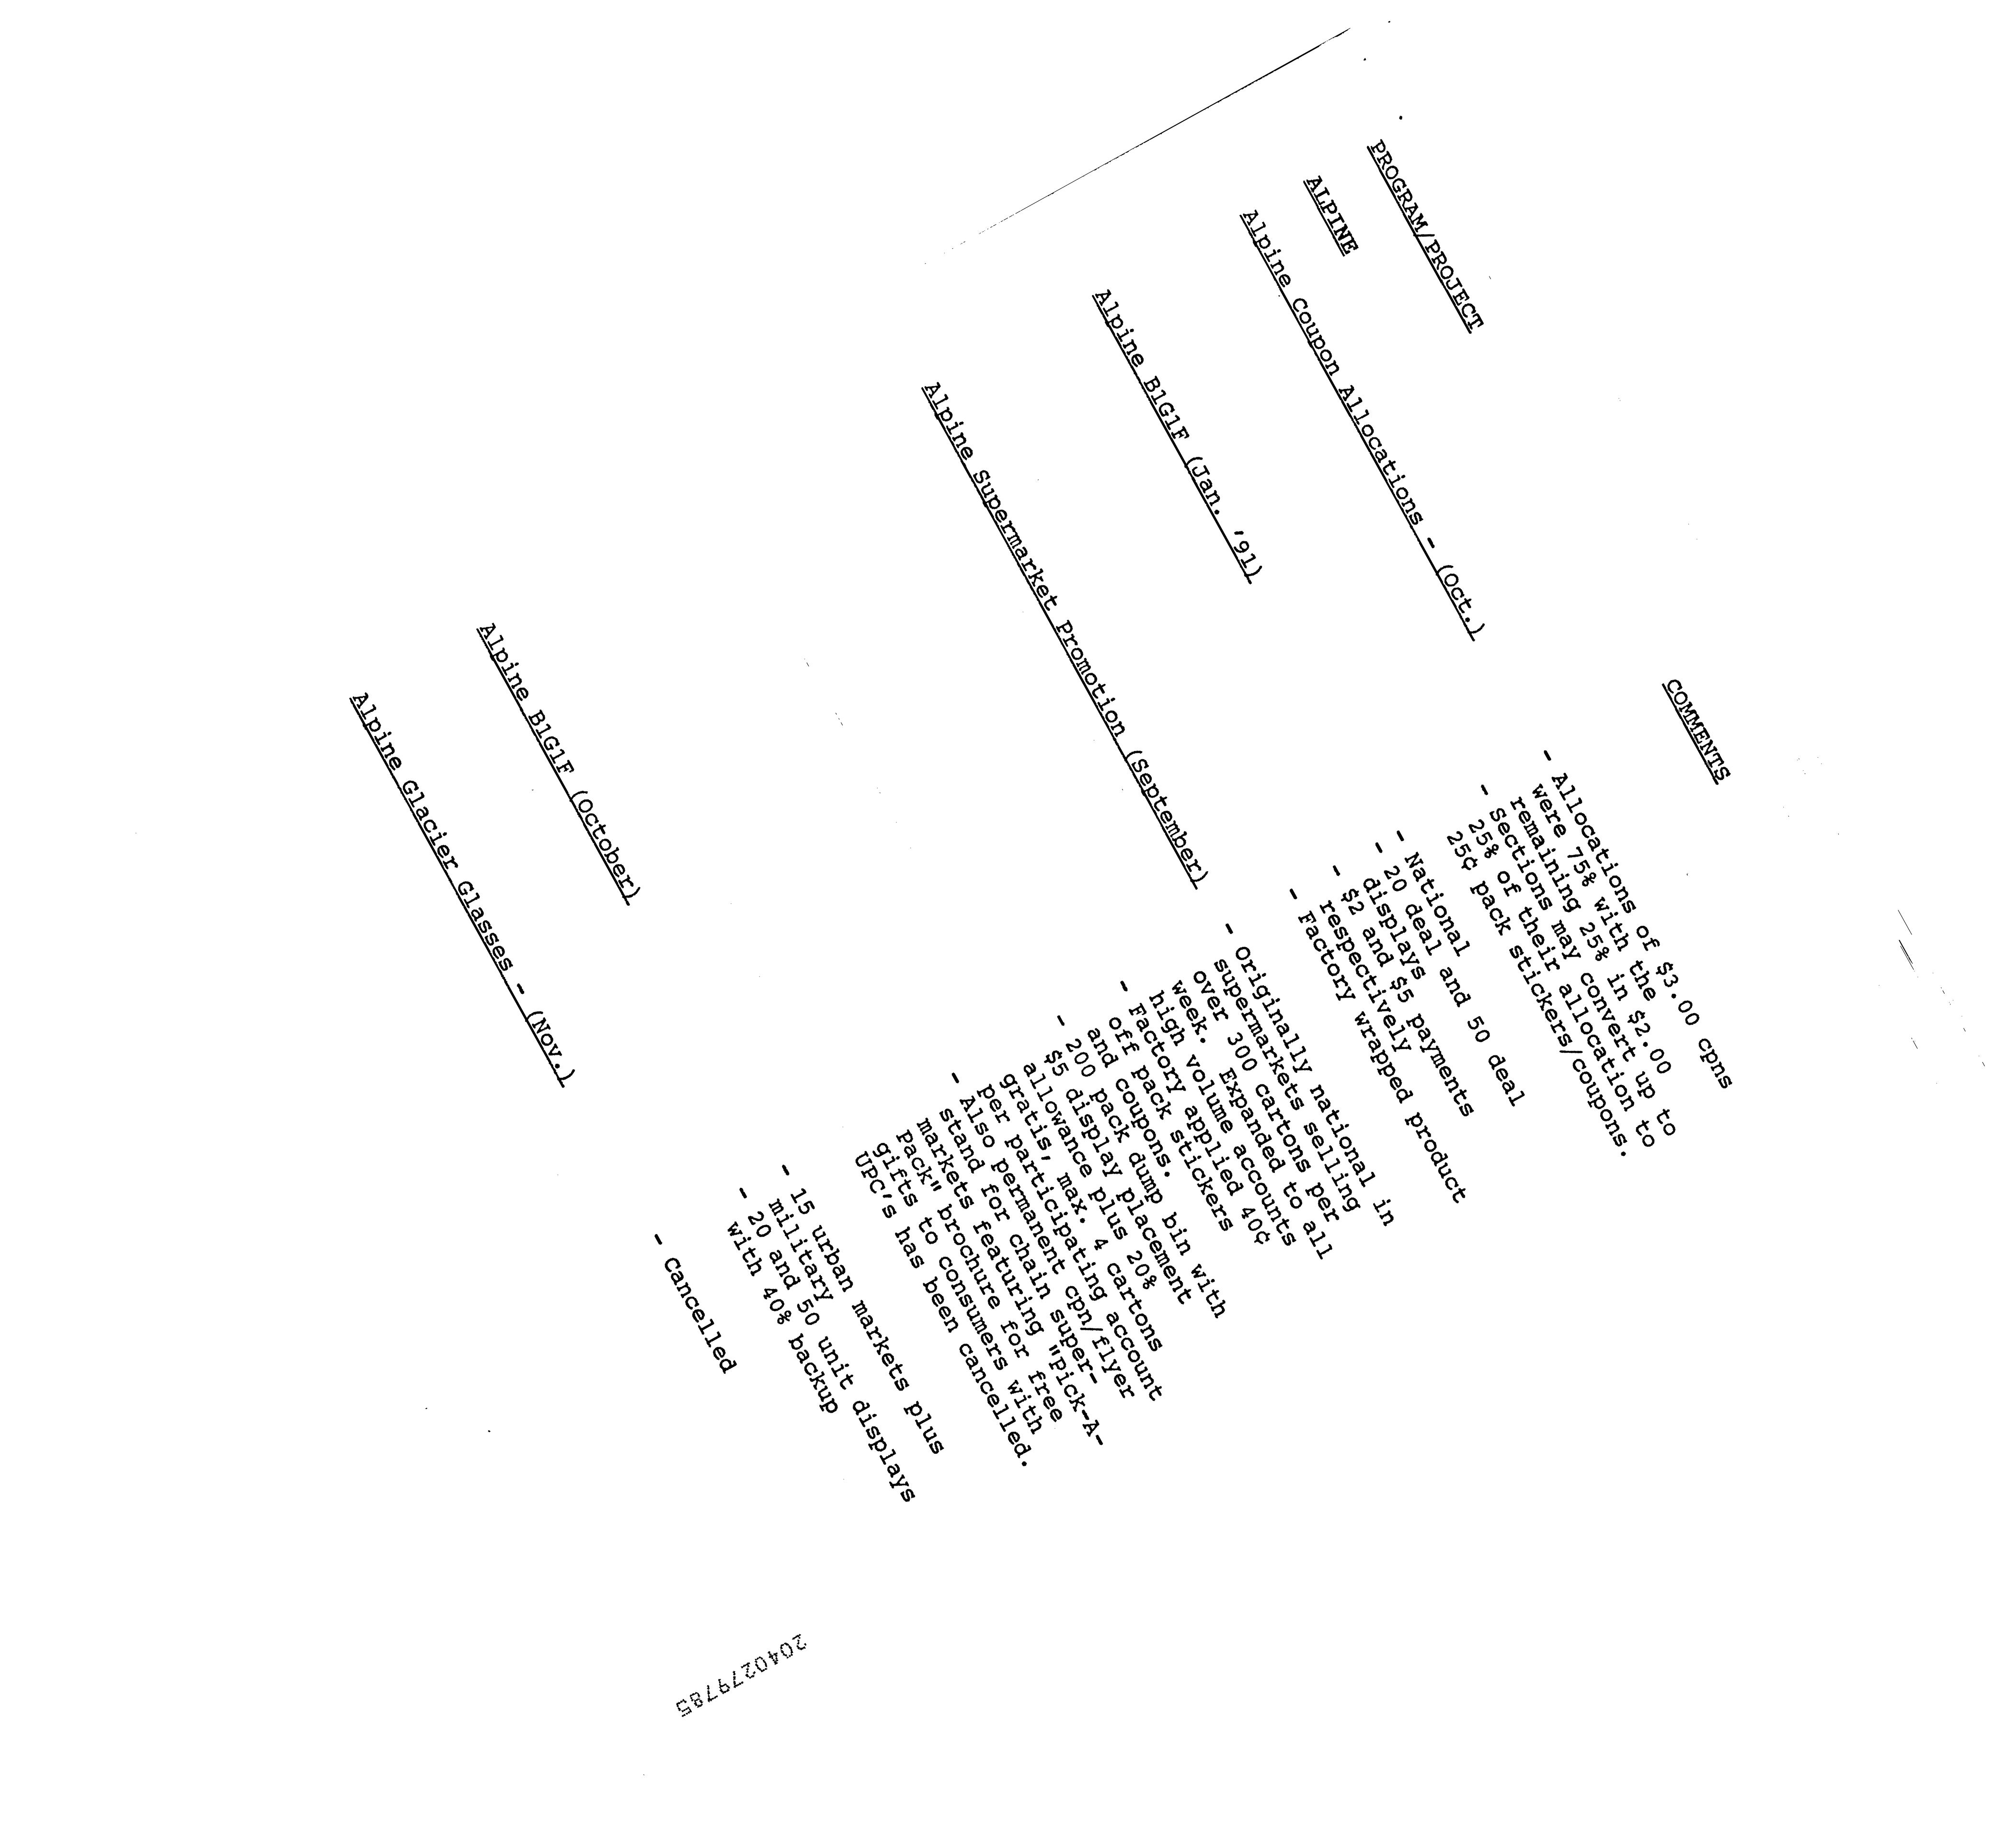 PROGRAM/PROJECT
COMMENTS
ALPINE
Alpine Coupon Allocations - (Oct.)
- Allocations of $3.00 cpns
were 75% with the
remaining 25% in $2.00
- Sections may convert up to
25% of their allocation to
25¢ pack stickers/coupons.
Alpine B1G1F (Jan. '91)
- National
- 20 deal and 50 deal
displays
- $2 and $5 payments
respectively
- Factory wrapped product
Alpine Supermarket Promotion (September)
- Originally national in
supermarkets selling
over 300 cartons per
week. Expanded to all
high volume accounts
- Factory applied 40¢
off pack stickers
and coupons.
- 200 pack dump bin with
$5 display placement
allowance plus 20%
gratis, max. 4 cartons
per participating account
- Also permanent cpn/flyer
stand for chain super-
markets featuring "Pick-A-
Pack" brochure for free
gifts to consumers with
UPC's has been cancelled.
Alpine B1G1F (October)
- 15 urban markets plus
military
- 20 and 50 unit displays
with 40% backup
Alpine Glacier Glasses - (Nov.)
- Cancelled
2040279785